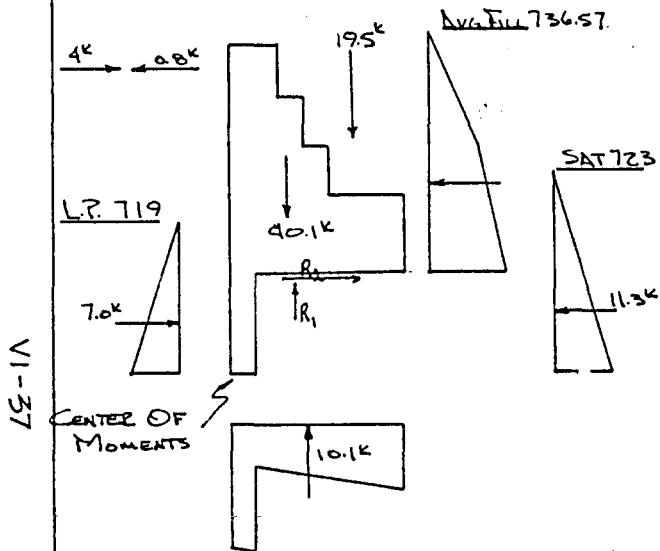 AVG FILL 736.57
4ᴷ
0.8ᴷ
19.5ᴷ
SAT 723
L.P. 719
40.1ᴷ
R₂
R₁
7.0ᴷ
11.3ᴷ
VI-37
CENTER OF
MOMENTS
10.1ᴷ